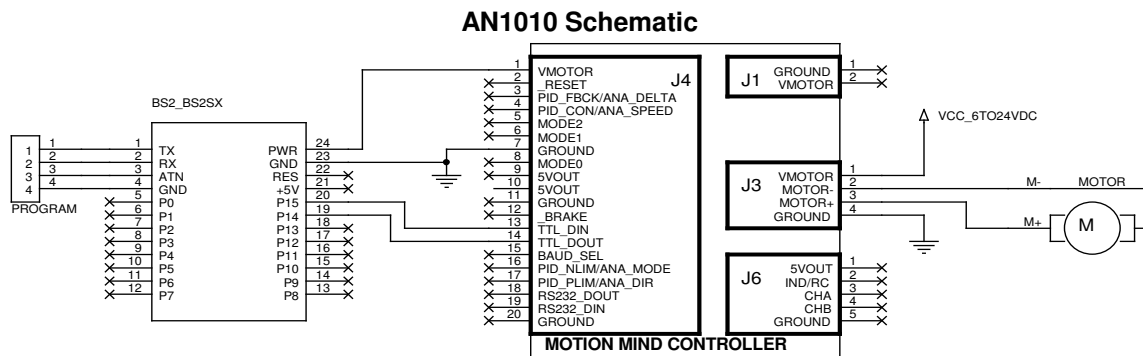 AN1010 Schematic
BS2_BS2SX
1
2
3
4
PROGRAM
1
2
3
4
1 TX
2 RX
3 ATN
4 GND
5 P0
6 P1
7 P2
8 P3
9 P4
10 P5
11 P6
12 P7
PWR 24
GND 23
RES 22
+5V 21
P15 20
P14 19
P13 18
P12 17
P11 16
P10 15
P9 14
P8 13
J4
1 VMOTOR
2 _RESET
3 PID_FBCK/ANA_DELTA
4 PID_CON/ANA_SPEED
5 MODE2
6 MODE1
7 GROUND
8 MODE0
9 5VOUT
10 5VOUT
11 GROUND
12 _BRAKE
13 TTL_DIN
14 TTL_DOUT
15 BAUD_SEL
16 PID_NLIM/ANA_MODE
17 PID_PLIM/ANA_DIR
18 RS232_DOUT
19 RS232_DIN
20 GROUND
J1
GROUND 1
VMOTOR 2
J3
VMOTOR 1
MOTOR- 2
MOTOR+ 3
GROUND 4
J6
5VOUT 1
IND/RC 2
CHA 3
CHB 4
GROUND 5
MOTION MIND CONTROLLER
VCC_6TO24VDC
M- MOTOR
M+ M